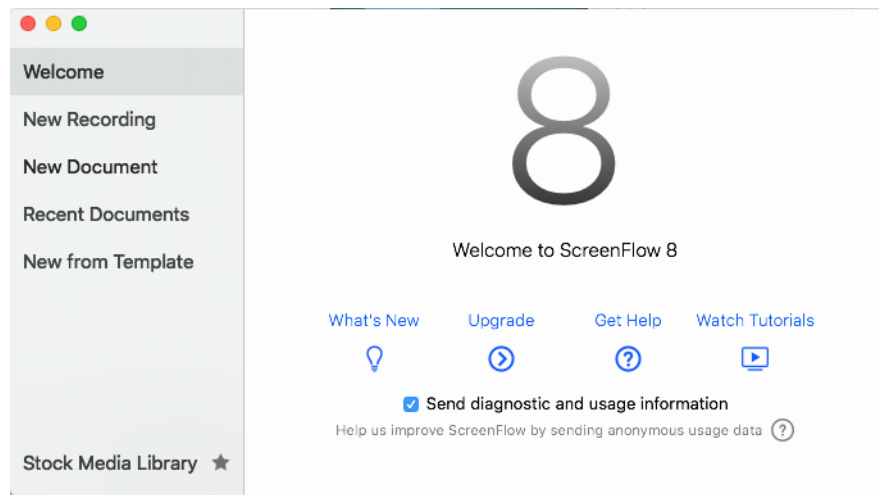 Welcome
New Recording
New Document
Recent Documents
New from Template
Stock Media Library
8
Welcome to ScreenFlow 8
What's New Upgrade Get Help Watch Tutorials
Send diagnostic and usage information
Help us improve ScreenFlow by sending anonymous usage data ?